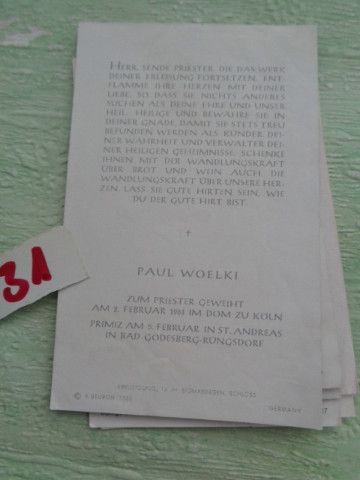 HERR, SENDE PRIESTER, DIE DAS WERK
DEINER ERLÖSUNG FORTSETZEN. ENT-
FLAMME IHRE HERZEN MIT DEINER
LIEBE, SO DASS SIE NICHTS ANDERES
SUCHEN ALS DEINE EHRE UND UNSER
HEIL. HEILIGE UND BEWAHRE SIE IN
DEINER GNADE, DAMIT SIE STETS TREU
BEFUNDEN WERDEN ALS KÜNDER DEI-
NER WAHRHEIT UND VERWALTER DEI-
NER HEILIGEN GEHEIMNISSE. SCHENKE
IHNEN MIT DER WANDLUNGSKRAFT
ÜBER BROT UND WEIN AUCH DIE
WANDLUNGSKRAFT ÜBER UNSERE HER-
ZEN. LASS SIE GUTE HIRTEN SEIN, WIE
DU DER GUTE HIRT BIST.
31
PAUL WOELKI
ZUM PRIESTER GEWEIHT
AM 2. FEBRUAR 1961 IM DOM ZU KÖLN
PRIMIZ AM 5. FEBRUAR IN ST. ANDREAS
IN BAD GODESBERG-RÜNGSDORF
SCHLOSS
© BEURON
GERMANY